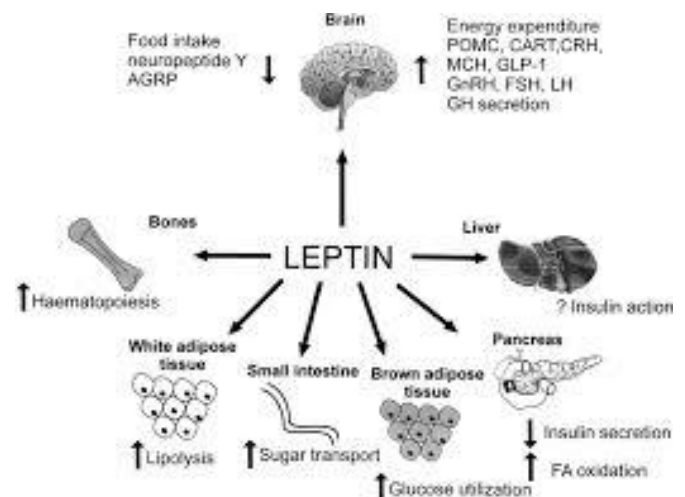 Brain
Food intake
neuropeptide Y
AGRP
Energy expenditure
POMC, CART,CRH,
MCH, GLP-1
GnRH, FSH, LH
GH secretion
Bones
Haematopoiesis
LEPTIN
Liver
? Insulin action
White adipose
tissue
Lipolysis
Small intestine
Sugar transport
Brown adipose
tissue
Glucose utilization
Pancreas
Insulin secretion
FA oxidation